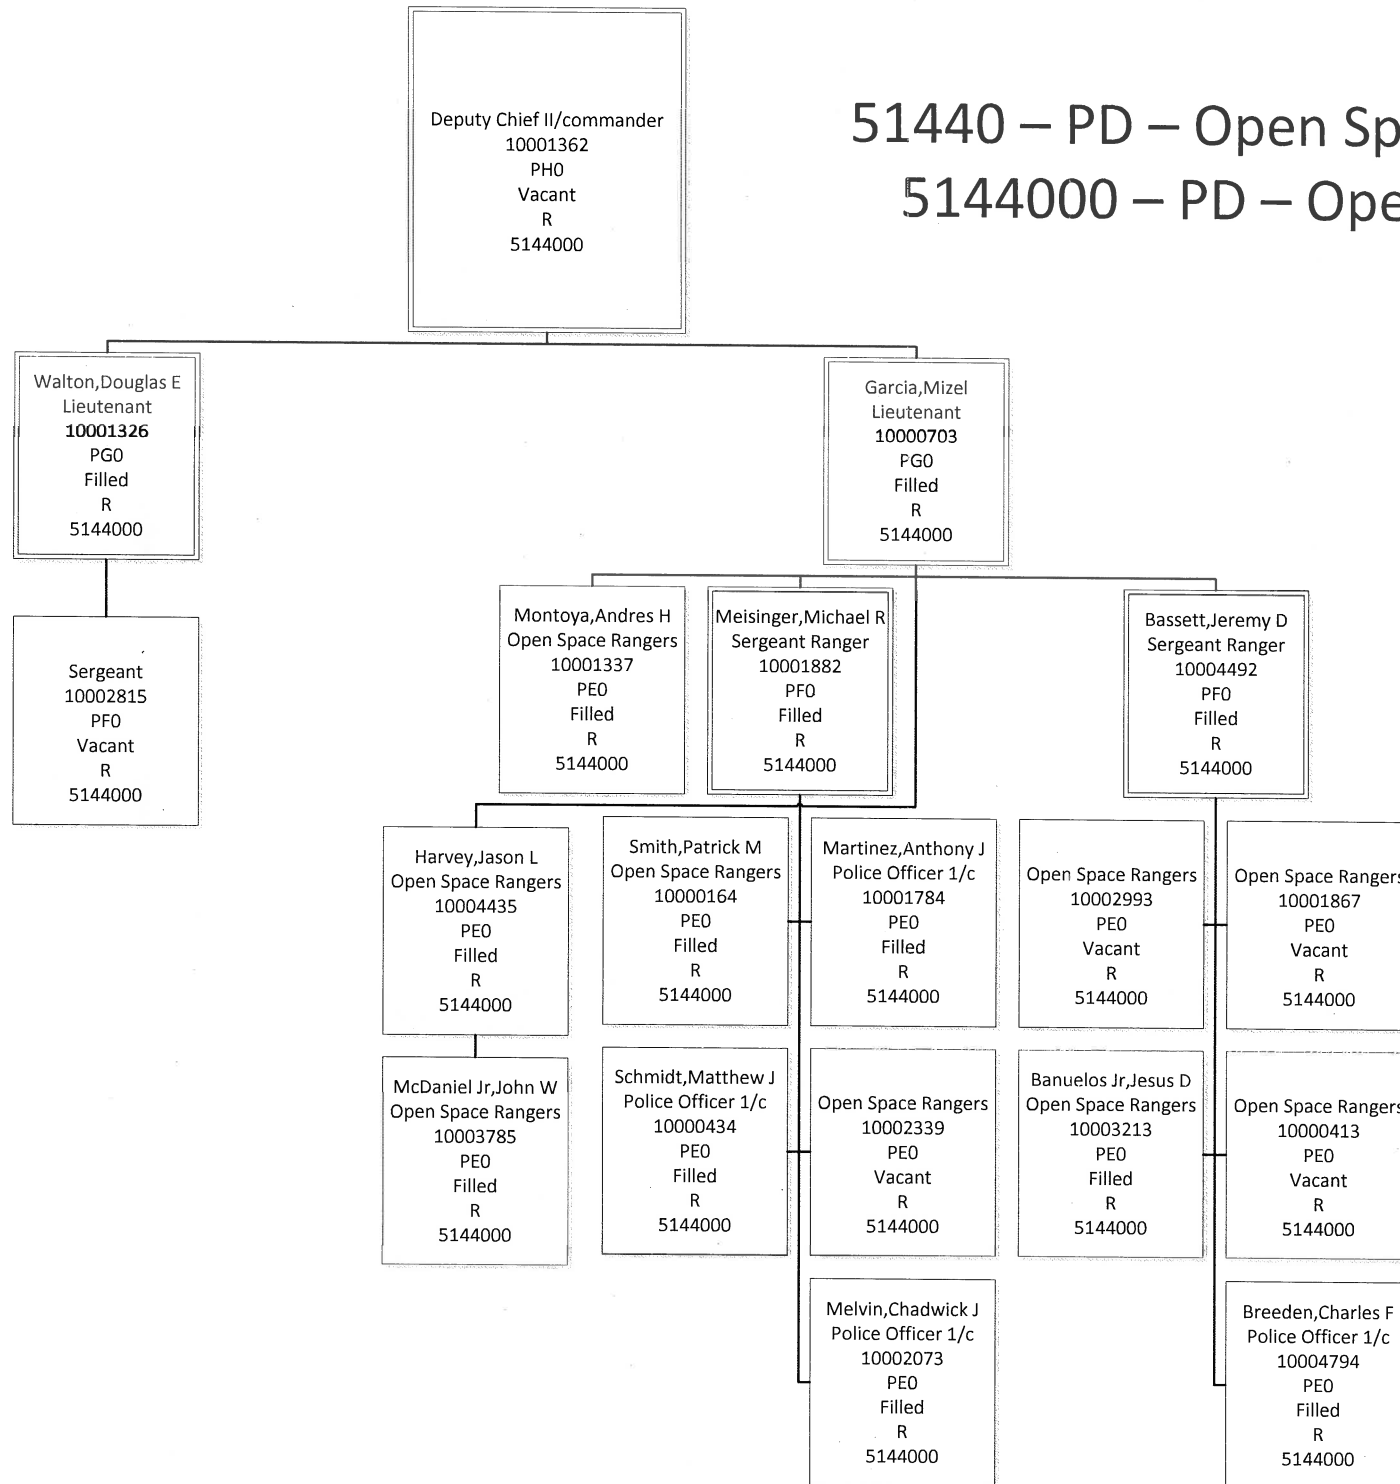 Deputy Chief II/commander
10001362
PH0
Vacant
R
5144000
51440 – PD – Open Sp
5144000 – PD – Ope
Walton,Douglas E
Lieutenant
10001326
PG0
Filled
R
5144000
Garcia,Mizel
Lieutenant
10000703
PG0
Filled
R
5144000
Sergeant
10002815
PF0
Vacant
R
5144000
Montoya,Andres H
Open Space Rangers
10001337
PE0
Filled
R
5144000
Meisinger,Michael R
Sergeant Ranger
10001882
PF0
Filled
R
5144000
Bassett,Jeremy D
Sergeant Ranger
10004492
PF0
Filled
R
5144000
Harvey,Jason L
Open Space Rangers
10004435
PE0
Filled
R
5144000
Smith,Patrick M
Open Space Rangers
10000164
PE0
Filled
R
5144000
Martinez,Anthony J
Police Officer 1/c
10001784
PE0
Filled
R
5144000
Open Space Rangers
10002993
PE0
Vacant
R
5144000
Open Space Rangers
10001867
PE0
Vacant
R
5144000
McDaniel Jr,John W
Open Space Rangers
10003785
PE0
Filled
R
5144000
Schmidt,Matthew J
Police Officer 1/c
10000434
PE0
Filled
R
5144000
Open Space Rangers
10002339
PE0
Vacant
R
5144000
Banuelos Jr,Jesus D
Open Space Rangers
10003213
PE0
Filled
R
5144000
Open Space Rangers
10000413
PE0
Vacant
R
5144000
Melvin,Chadwick J
Police Officer 1/c
10002073
PE0
Filled
R
5144000
Breeden,Charles F
Police Officer 1/c
10004794
PE0
Filled
R
5144000